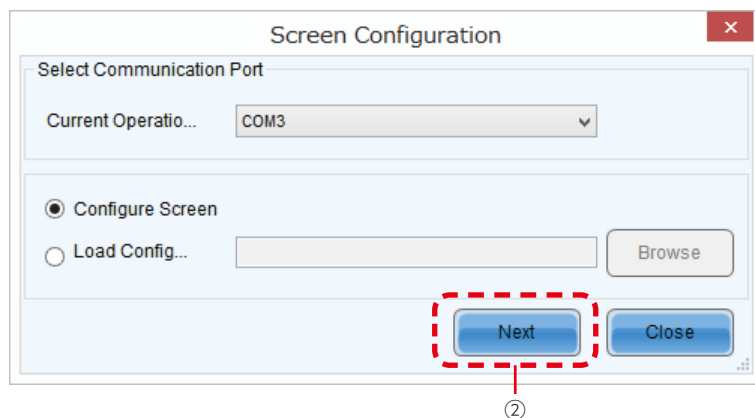 Screen Configuration
Select Communication Port
Current Operatio... COM3
Configure Screen
Load Config... Browse
Next Close
②